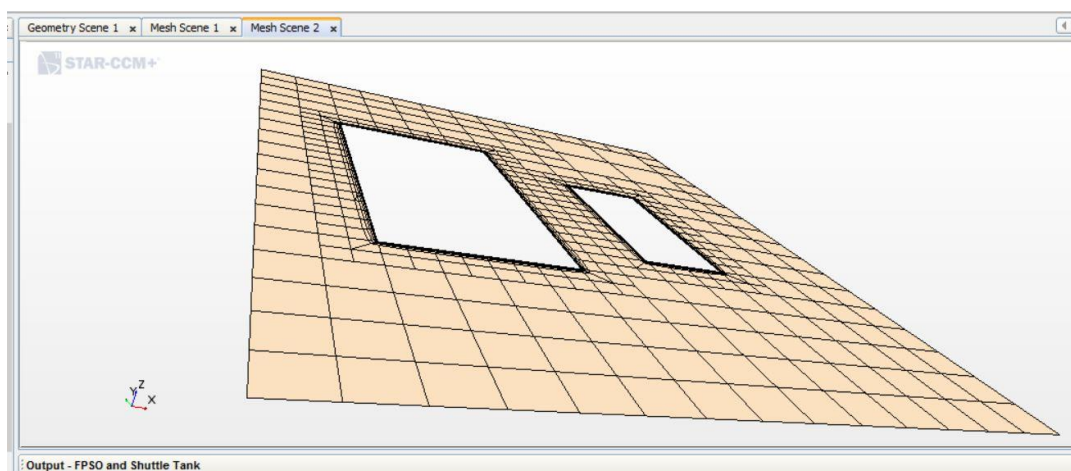 Geometry Scene 1 x Mesh Scene 1 x Mesh Scene 2 x
STAR-CCM+
Z
Y
X
Output - FPSO and Shuttle Tank